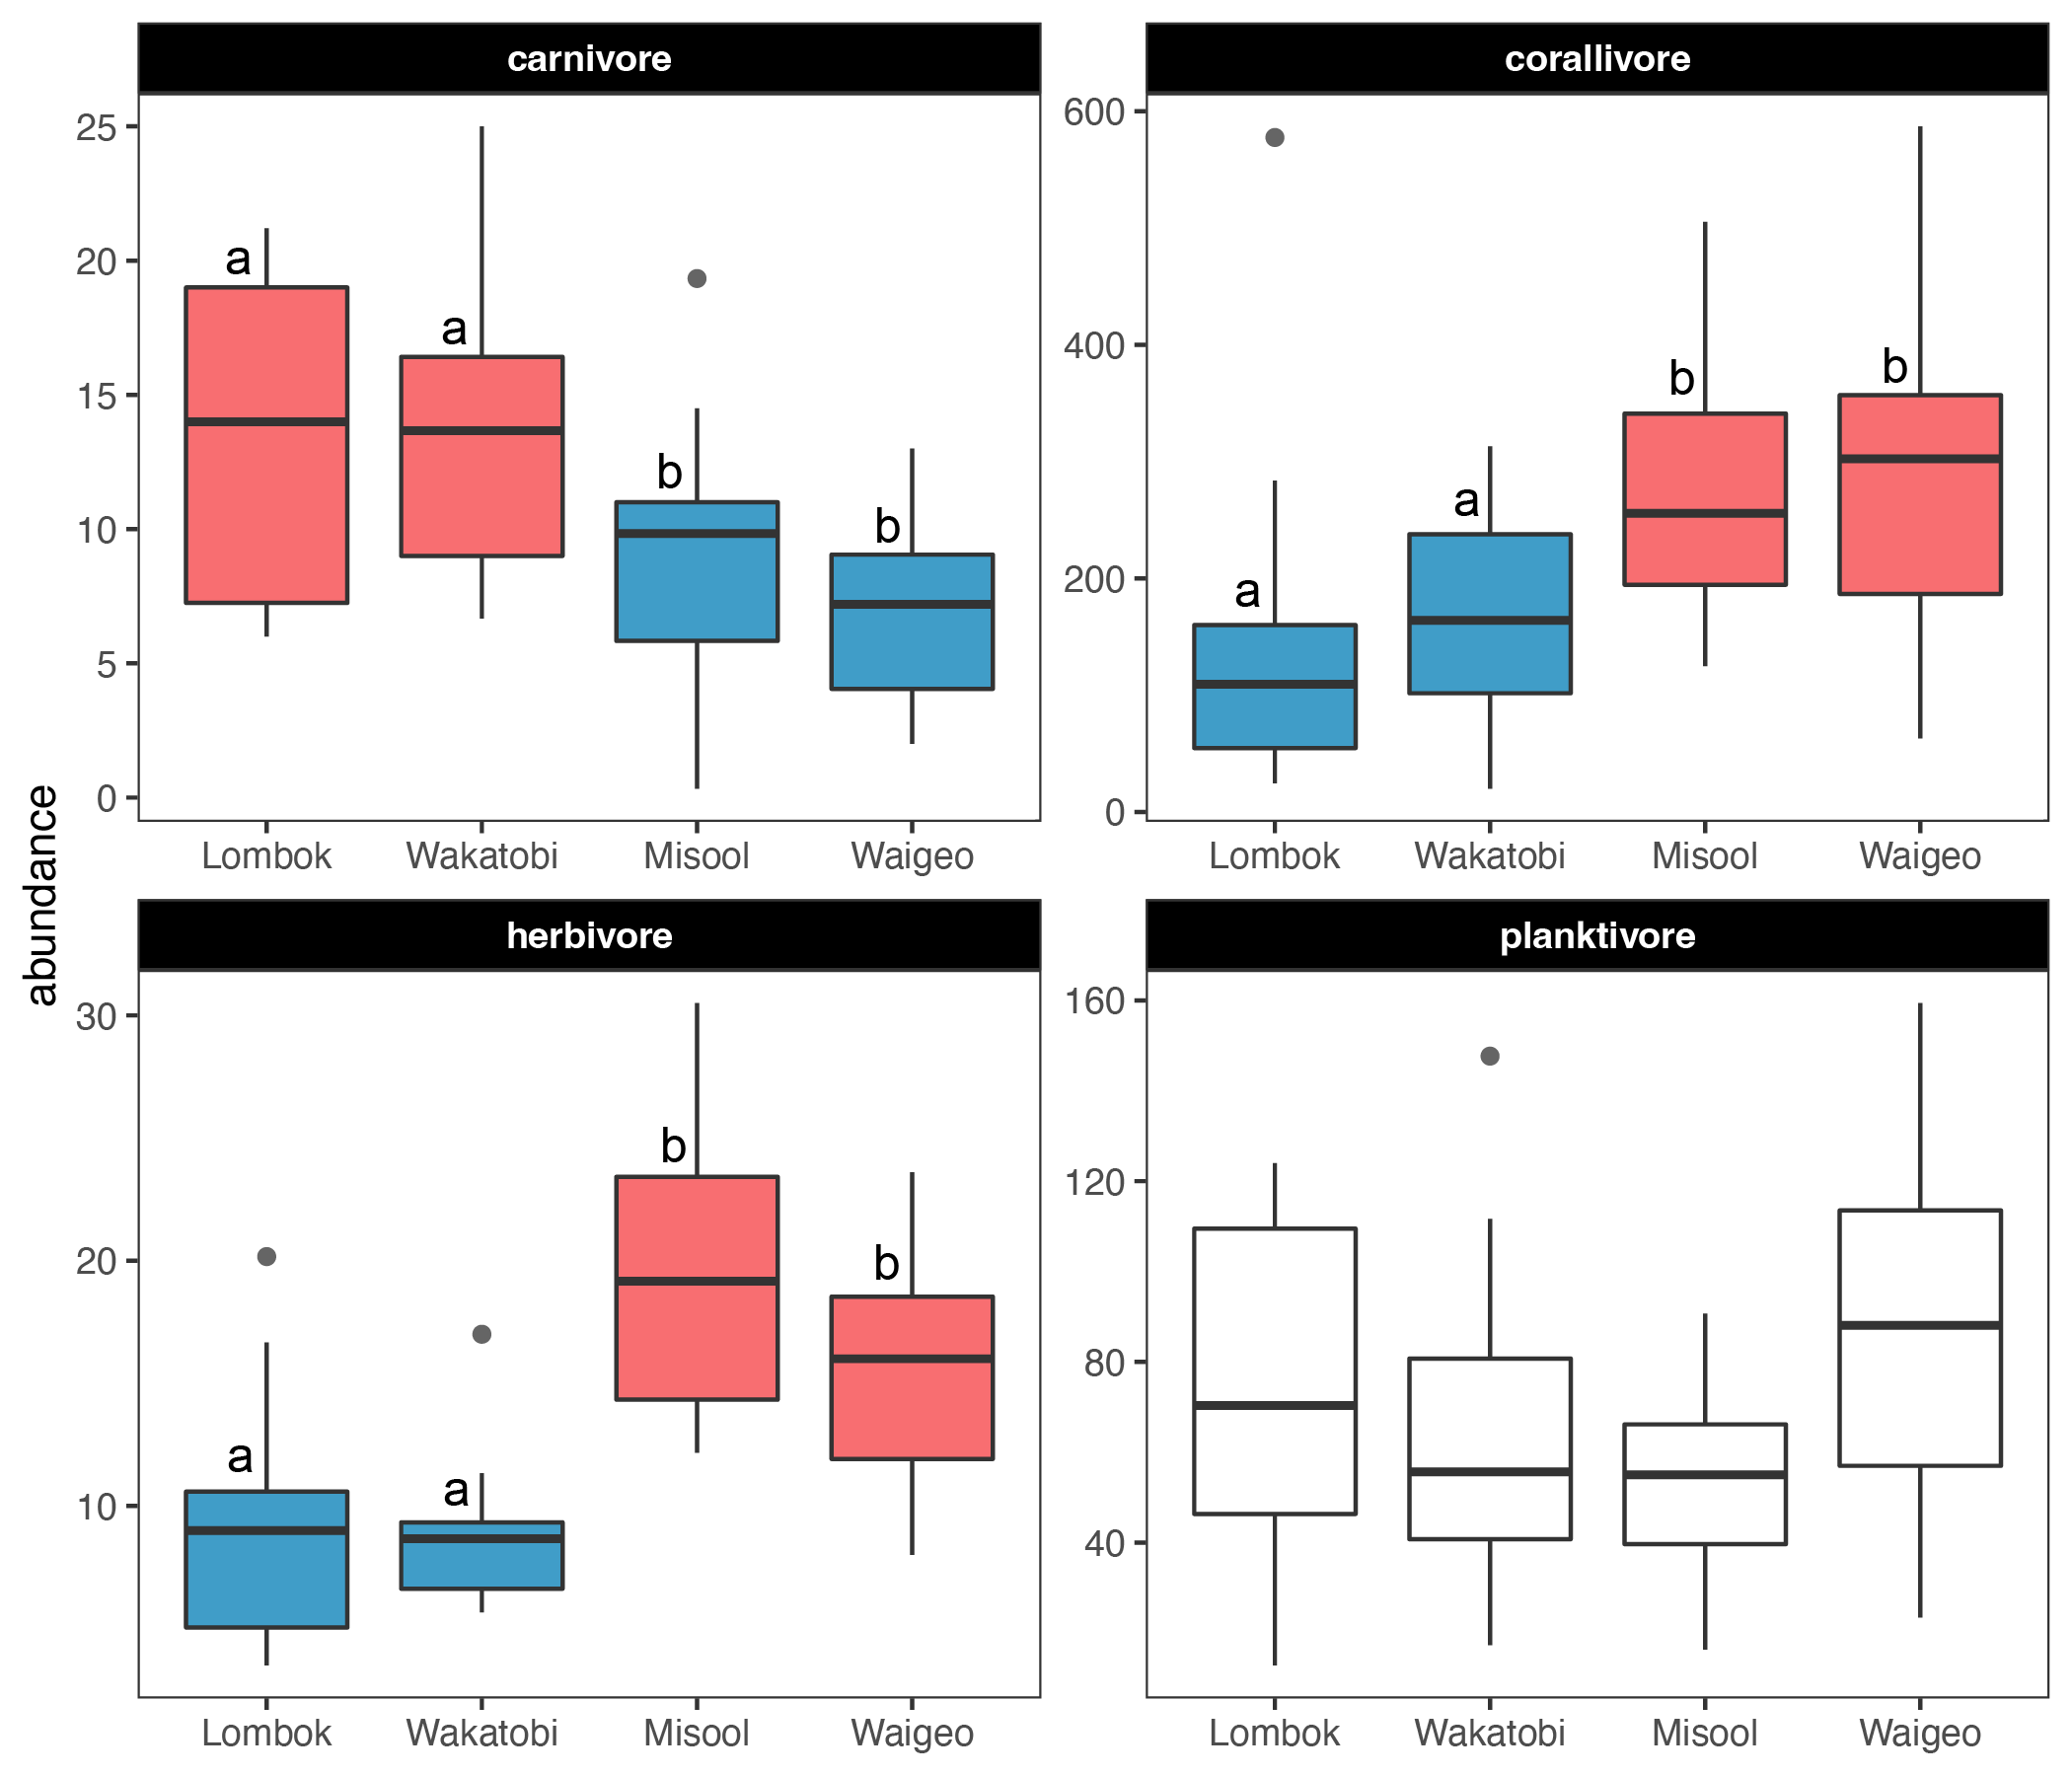 carnivore
corallivore
25
20
15
10
5
0
a
a
b
b
Lombok Wakatobi Misool Waigeo
600
400
200
0
a
a
b
b
Lombok Wakatobi Misool Waigeo
abundance
herbivore
planktivore
30
20
10
a
a
b
b
Lombok Wakatobi Misool Waigeo
160
120
80
40
Lombok Wakatobi Misool Waigeo